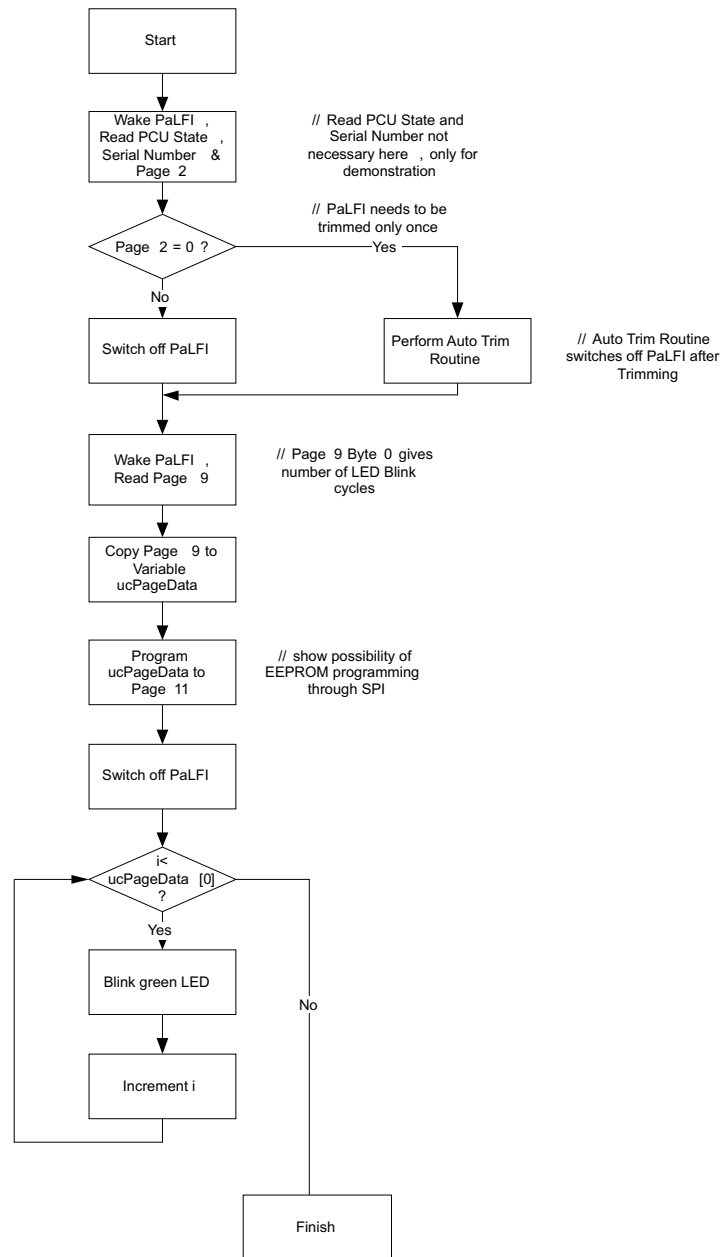 Start
Wake PaLFI ,
Read PCU State ,
Serial Number &
Page 2
// Read PCU State and
Serial Number not
necessary here , only for
demonstration
// PaLFI needs to be
trimmed only once
Page 2 = 0 ?
Yes
No
Switch off PaLFI
Perform Auto Trim
Routine
// Auto Trim Routine
switches off PaLFI after
Trimming
Wake PaLFI ,
Read Page 9
// Page 9 Byte 0 gives
number of LED Blink
cycles
Copy Page 9 to
Variable
ucPageData
Program
ucPageData to
Page 11
// show possibility of
EEPROM programming
through SPI
Switch off PaLFI
i<
ucPageData [0]
?
Yes
Blink green LED
No
Increment i
Finish